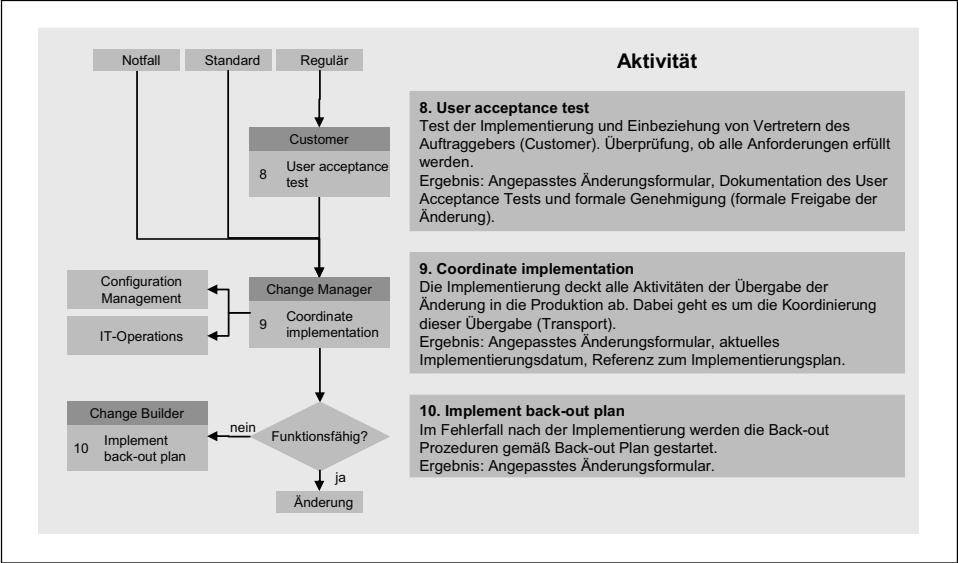 Notfall
Standard
Regulär
Aktivität
Customer
8
User acceptance
test
8. User acceptance test
Test der Implementierung und Einbeziehung von Vertretern des
Auftraggebers (Customer). Überprüfung, ob alle Anforderungen erfüllt
werden.
Ergebnis: Angepasstes Änderungsformular, Dokumentation des User
Acceptance Tests und formale Genehmigung (formale Freigabe der
Änderung).
Configuration
Management
IT-Operations
Change Manager
9
Coordinate
implementation
9. Coordinate implementation
Die Implementierung deckt alle Aktivitäten der Übergabe der
Änderung in die Produktion ab. Dabei geht es um die Koordinierung
dieser Übergabe (Transport).
Ergebnis: Angepasstes Änderungsformular, aktuelles
Implementierungsdatum, Referenz zum Implementierungsplan.
Change Builder
10
Implement
back-out plan
nein
Funktionsfähig?
ja
Änderung
10. Implement back-out plan
Im Fehlerfall nach der Implementierung werden die Back-out
Prozeduren gemäß Back-out Plan gestartet.
Ergebnis: Angepasstes Änderungsformular.